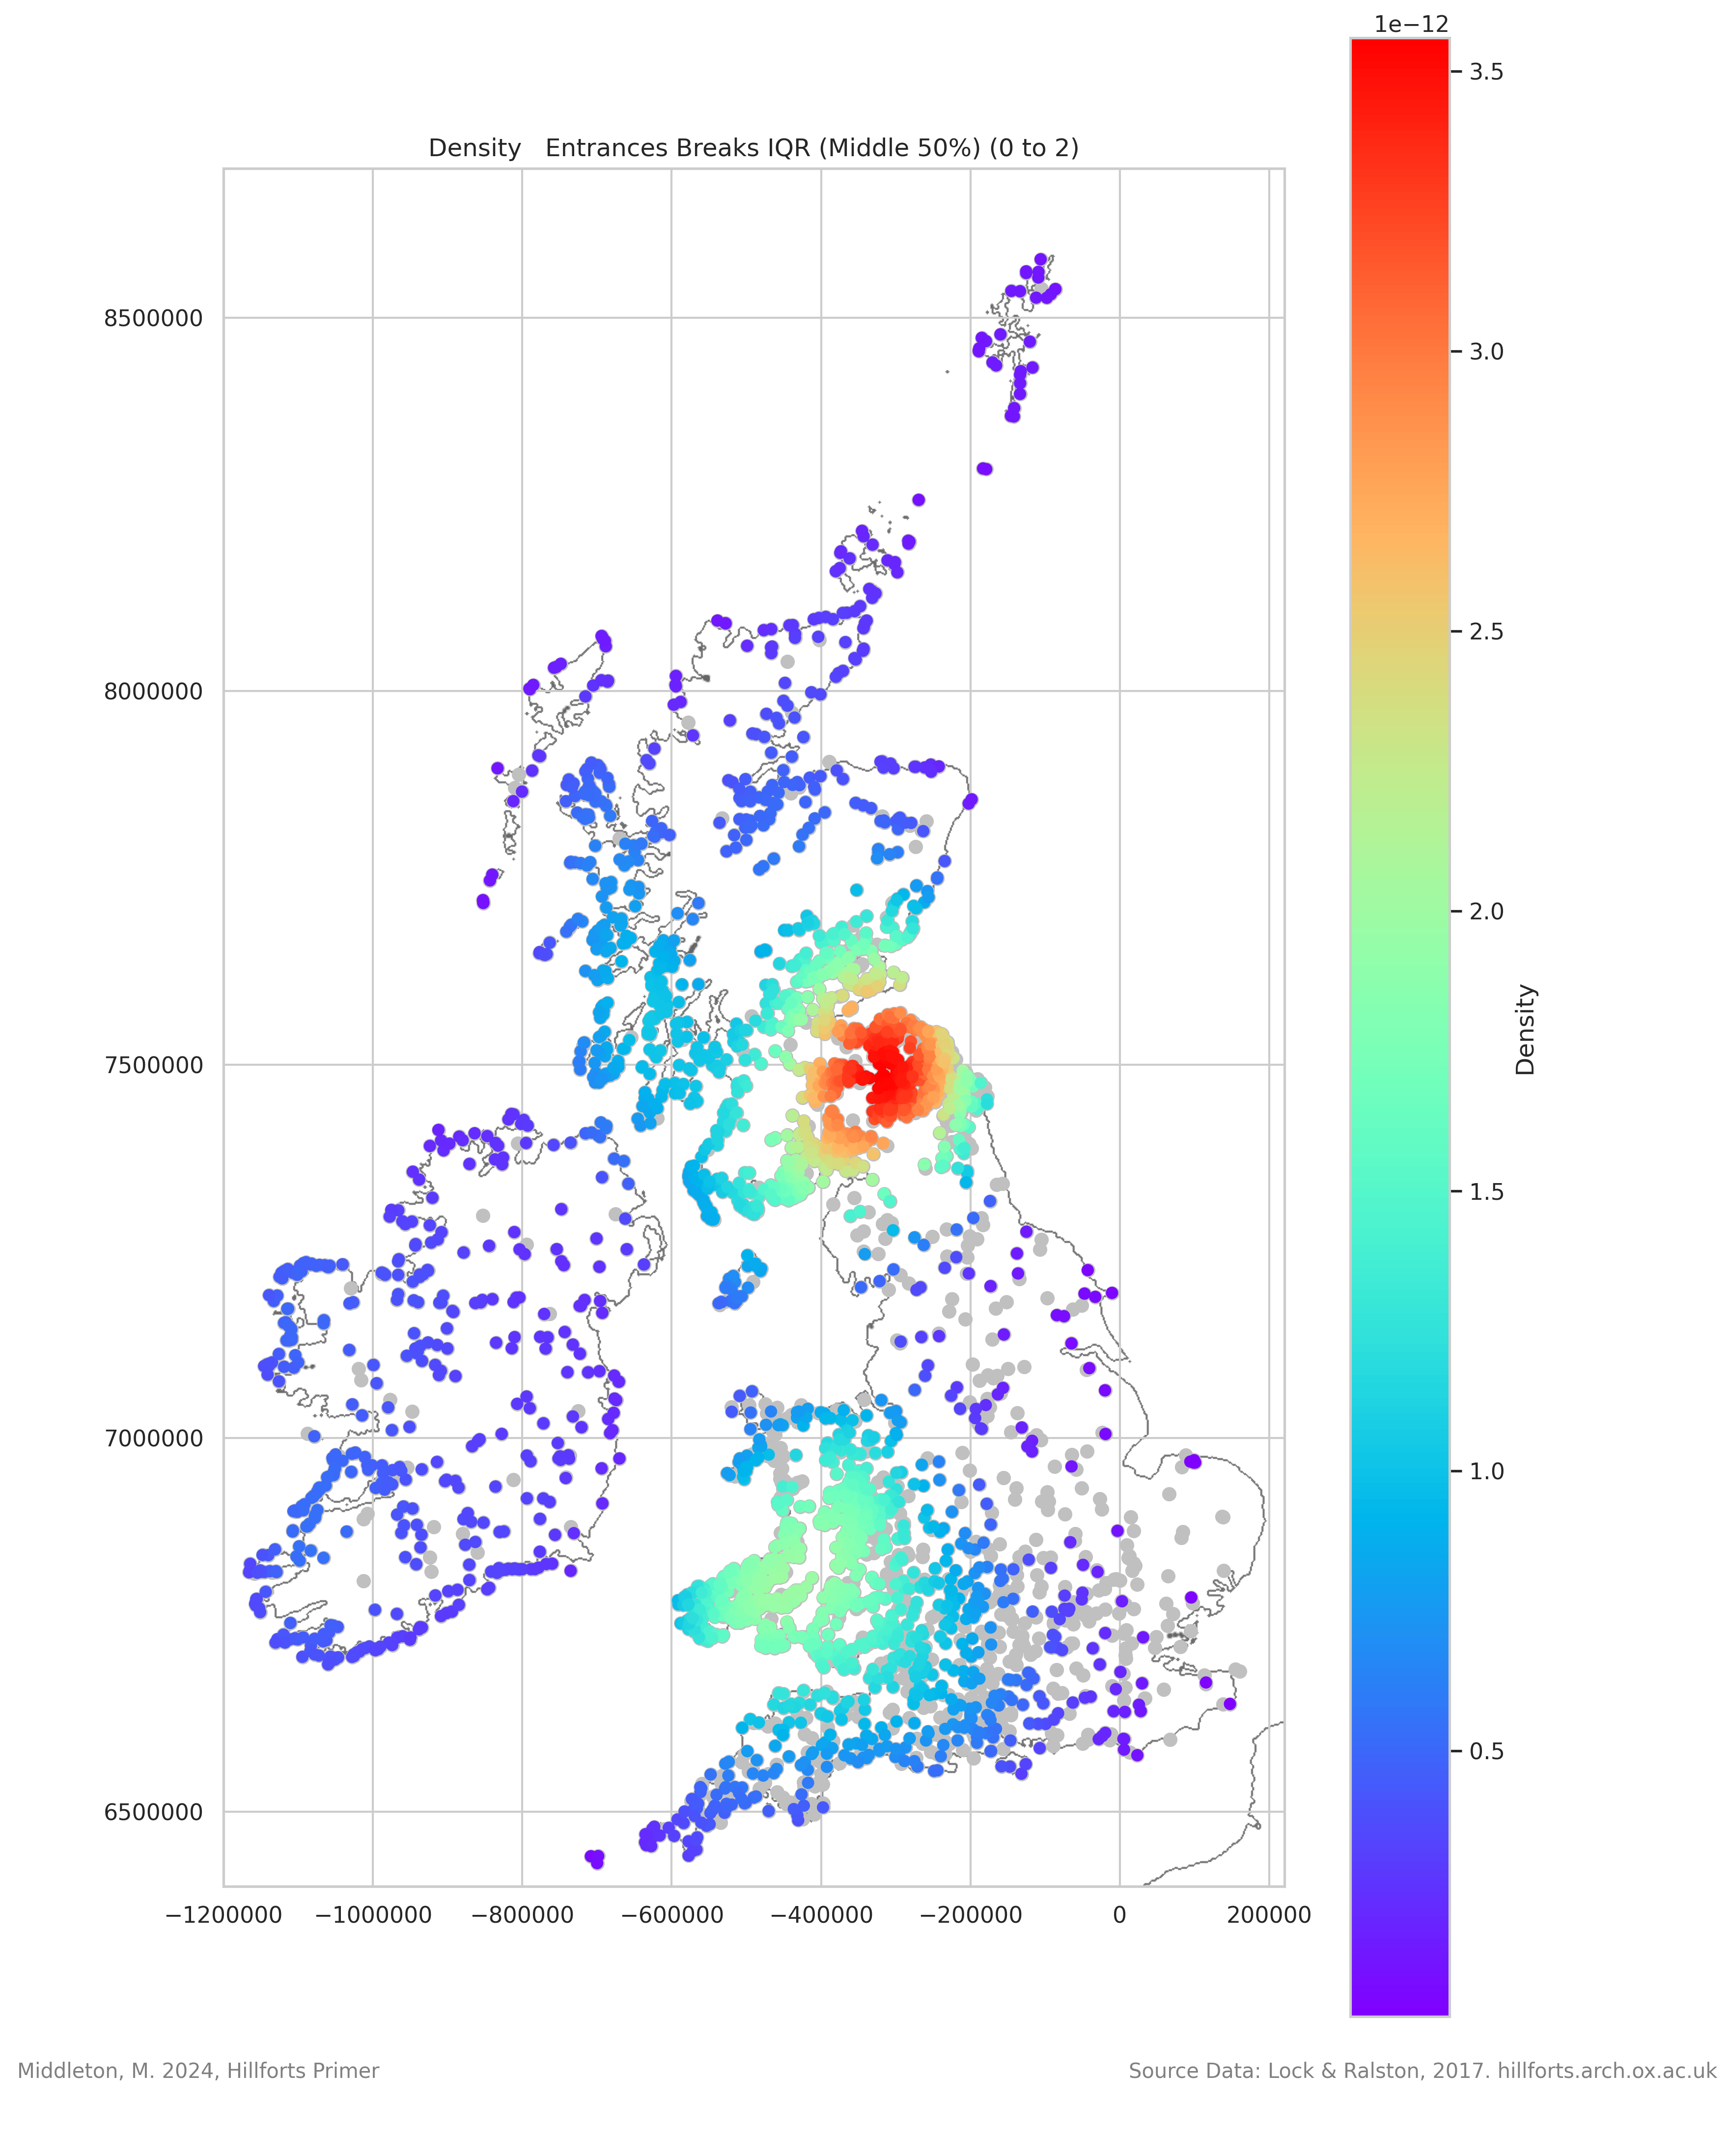 1e−12
Density   Entrances Breaks IQR (Middle 50%) (0 to 2)
3.5
3.0
2.5
2.0
1.5
1.0
0.5
Density
8500000
8000000
7500000
7000000
6500000
−1200000 −1000000 −800000 −600000 −400000 −200000 0 200000
Middleton, M. 2024, Hillforts Primer
Source Data: Lock & Ralston, 2017. hillforts.arch.ox.ac.uk